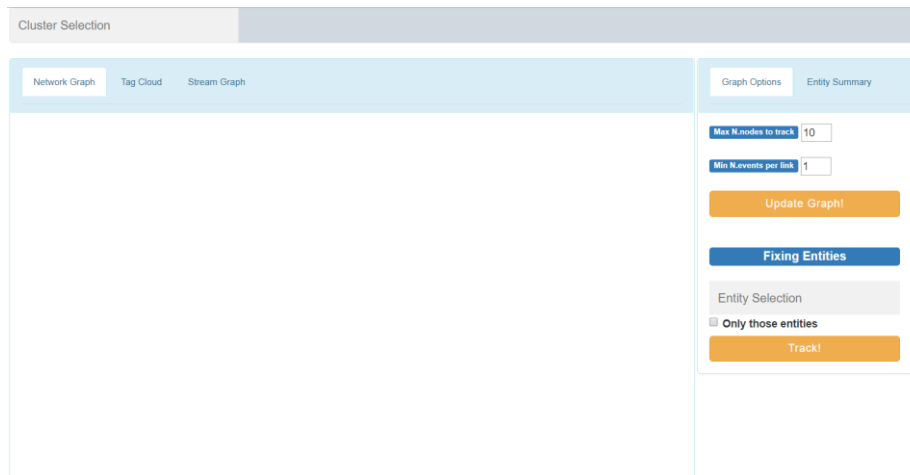 Cluster Selection
Network Graph Tag Cloud Stream Graph
Graph Options Entity Summary
Max N.nodes to track 10
Min N.events per link 1
Update Graph!
Fixing Entities
Entity Selection
Only those entities
Track!